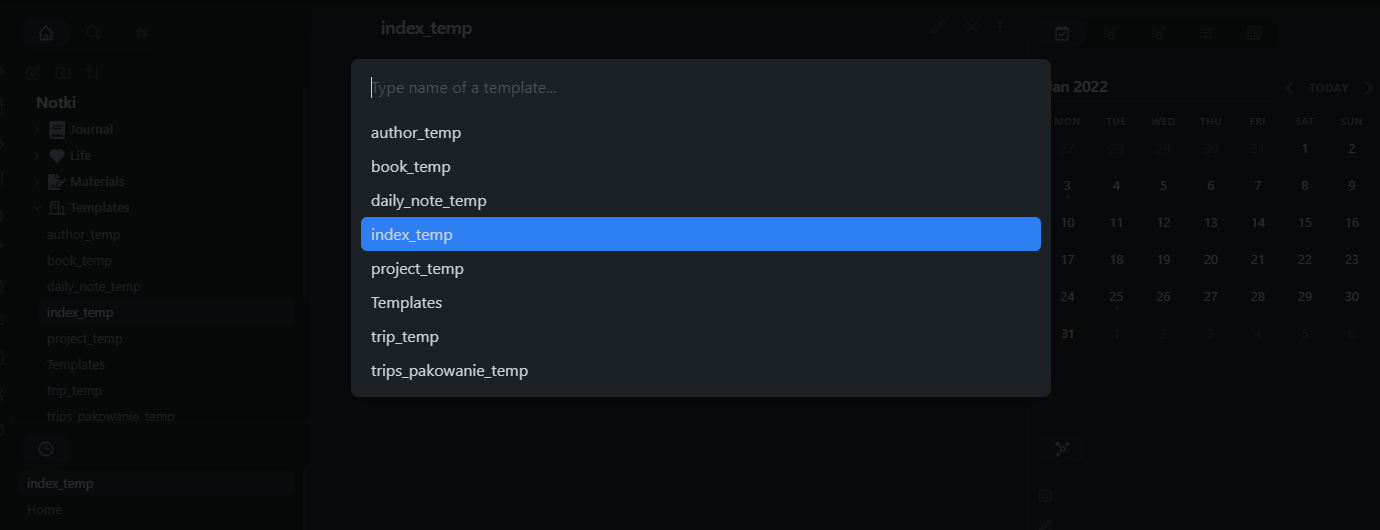 index_temp
Type name of a template...
author_temp
book_temp
daily_note_temp
index_temp
project_temp
Templates
trip_temp
trips_pakowanie_temp
Notki
Journal
Life
Materials
Templates
author_temp
book_temp
daily_note_temp
index_temp
project_temp
Templates
trip_temp
trips_pakowanie_temp
index_temp
Home
an 2022
TODAY
MON TUE WED THU FRI SAT SUN
27 28 29 30 31 1 2
3 4 5 6 7 8 9
10 11 12 13 14 15 16
17 18 19 20 21 22 23
24 25 26 27 28 29 30
31 1 2 3 4 5 6